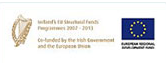 Ireland's EU Structural Funds
Programmes 2007 - 2013
Co-funded by the Irish Government
and the European Union
EUROPEAN REGIONAL
DEVELOPMENT FUND